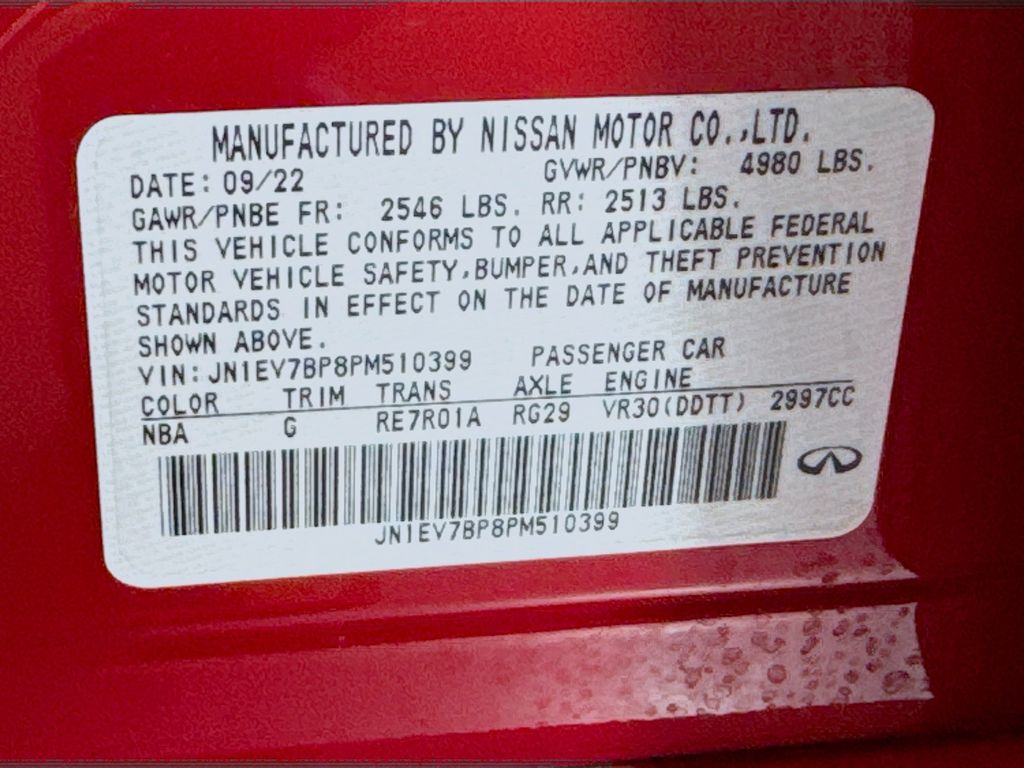 MANUFACTURED BY NISSAN MOTOR CO.,LTD.
DATE: 09/22 GVWR/PNBV: 4980 LBS.
GAWR/PNBE FR: 2546 LBS. RR: 2513 LBS.
THIS VEHICLE CONFORMS TO ALL APPLICABLE FEDERAL
MOTOR VEHICLE SAFETY,BUMPER,AND THEFT PREVENTION
STANDARDS IN EFFECT ON THE DATE OF MANUFACTURE
SHOWN ABOVE.
VIN:JN1EV7BP8PM510399 PASSENGER CAR
COLOR TRIM TRANS AXLE ENGINE
NBA G RE7R01A RG29 VR30(DDTT) 2997CC
JN1EV7BP8PM510399